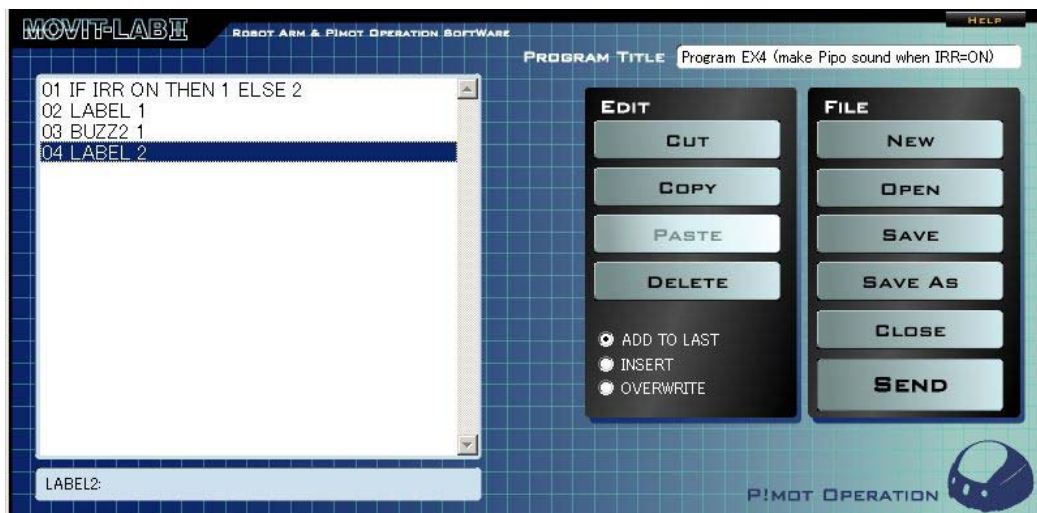 HELP
MOVIT-LAB II
ROBOT ARM & PIMOT OPERATION SOFTWARE
PROGRAM TITLE Program EX4 (make Pipo sound when IRR=ON)
01 IF IRR ON THEN 1 ELSE 2
02 LABEL 1
03 BUZZ2 1
04 LABEL 2
EDIT
CUT
COPY
PASTE
DELETE
ADD TO LAST
INSERT
OVERWRITE
FILE
NEW
OPEN
SAVE
SAVE AS
CLOSE
SEND
LABEL2:
P!MOT OPERATION